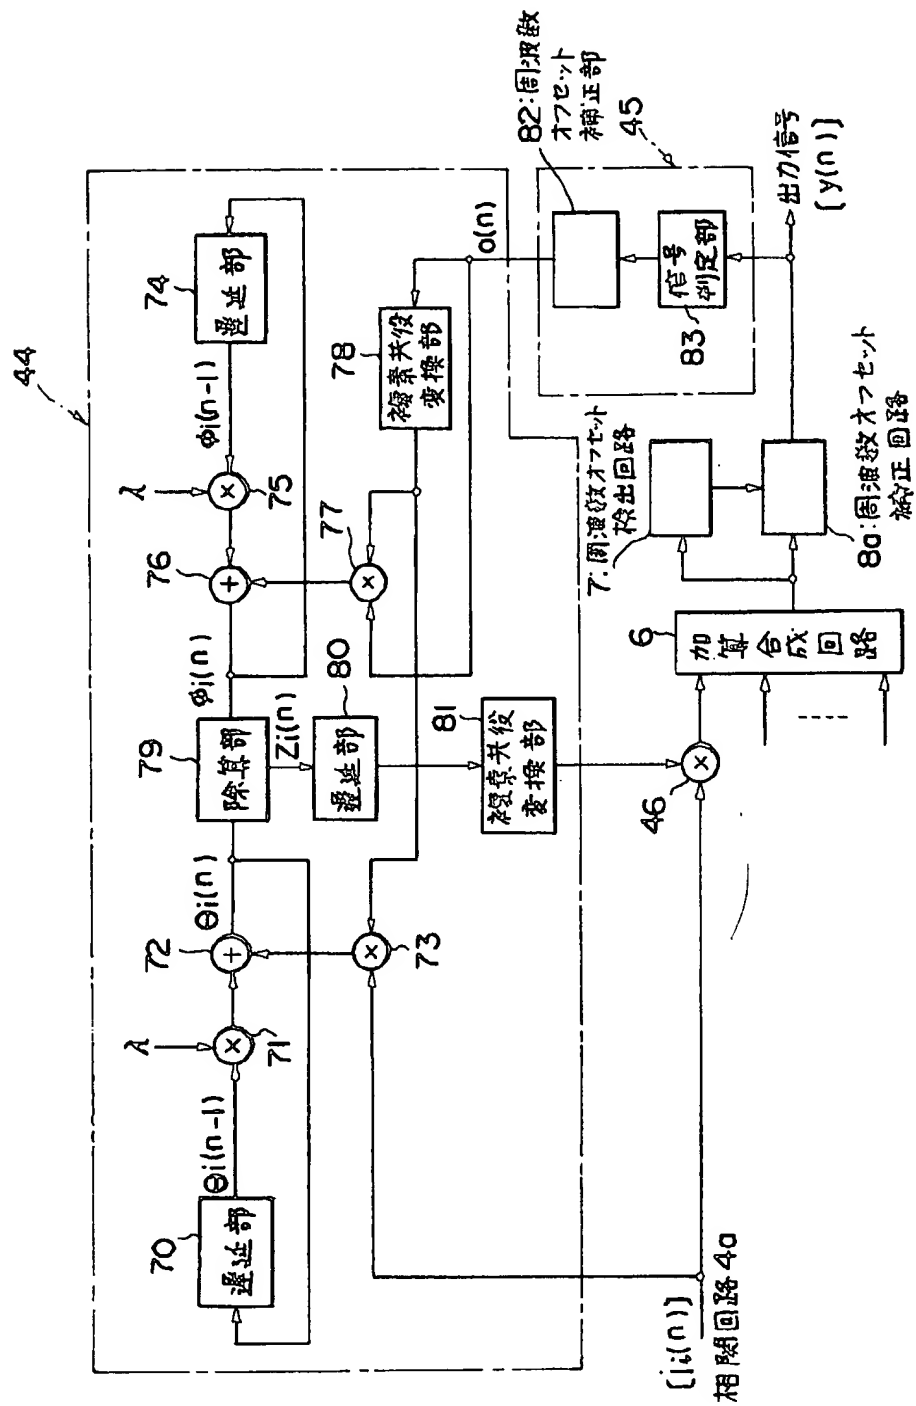 44
70
遅延部
θi(n-1)
λ
71
72
θi(n)
79
除算部
φi(n)
76
λ
75
φi(n-1)
74
遅延部
Zi(n)
80
遅延部
77
78
複素共役
変換部
o(n)
73
81
複素共役
変換部
82:周波数
オフセット
補正部
45
信号
判定部
83
[ii(n)]
相関回路4a
46
6
加算合成回路
7:周波数オフセット
検出回路
8a:周波数オフセット
補正回路
出力信号
[y(n)]